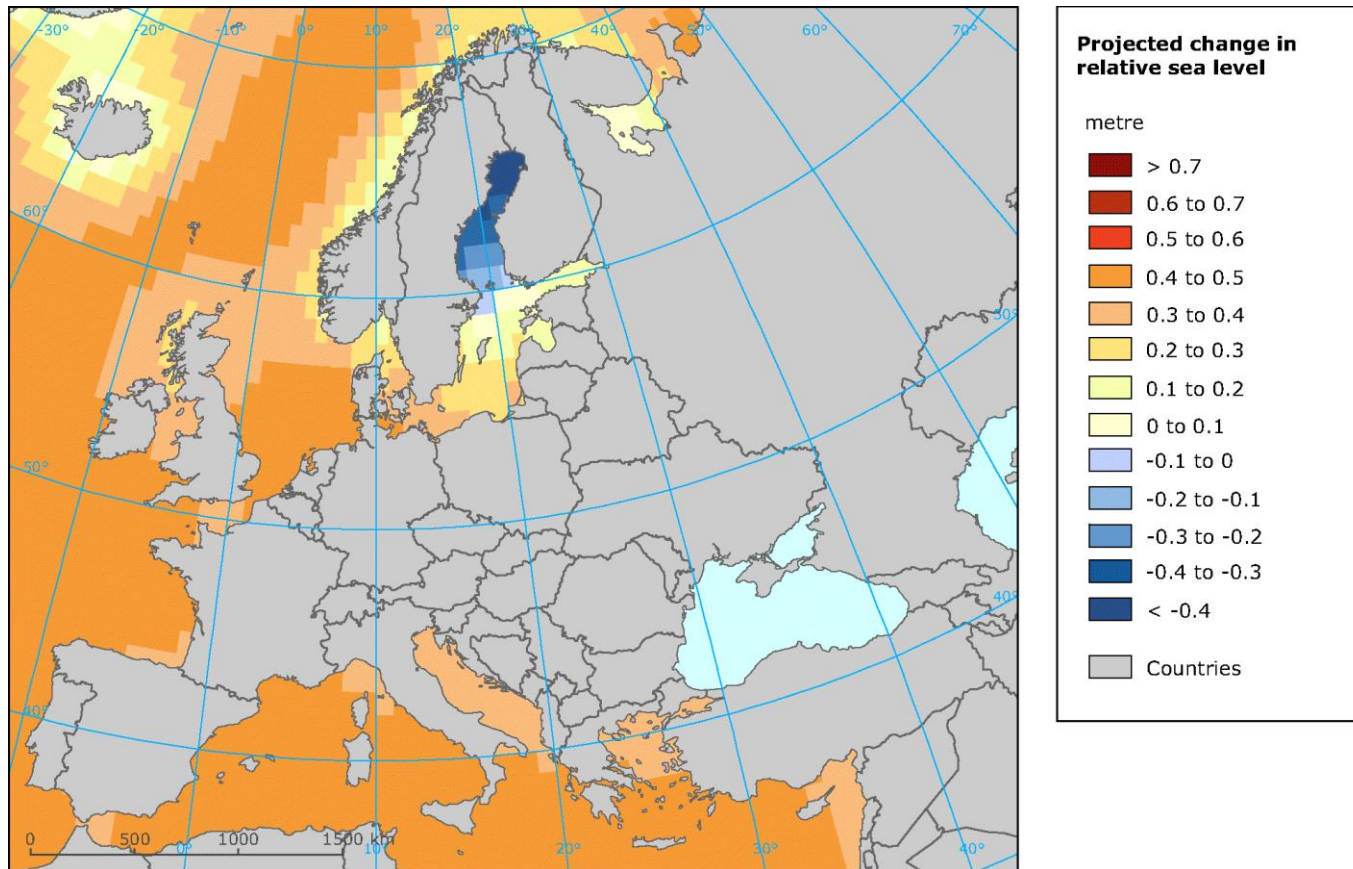 -30° -20° -10° 0° 10° 20° 30° 40° 50° 60° 70°
60°
50°
50°
40°
40°
0 500 1000 1500 km
0° 10° 20° 30° 40°
Projected change in
relative sea level
metre
> 0.7
0.6 to 0.7
0.5 to 0.6
0.4 to 0.5
0.3 to 0.4
0.2 to 0.3
0.1 to 0.2
0 to 0.1
-0.1 to 0
-0.2 to -0.1
-0.3 to -0.2
-0.4 to -0.3
< -0.4
Countries